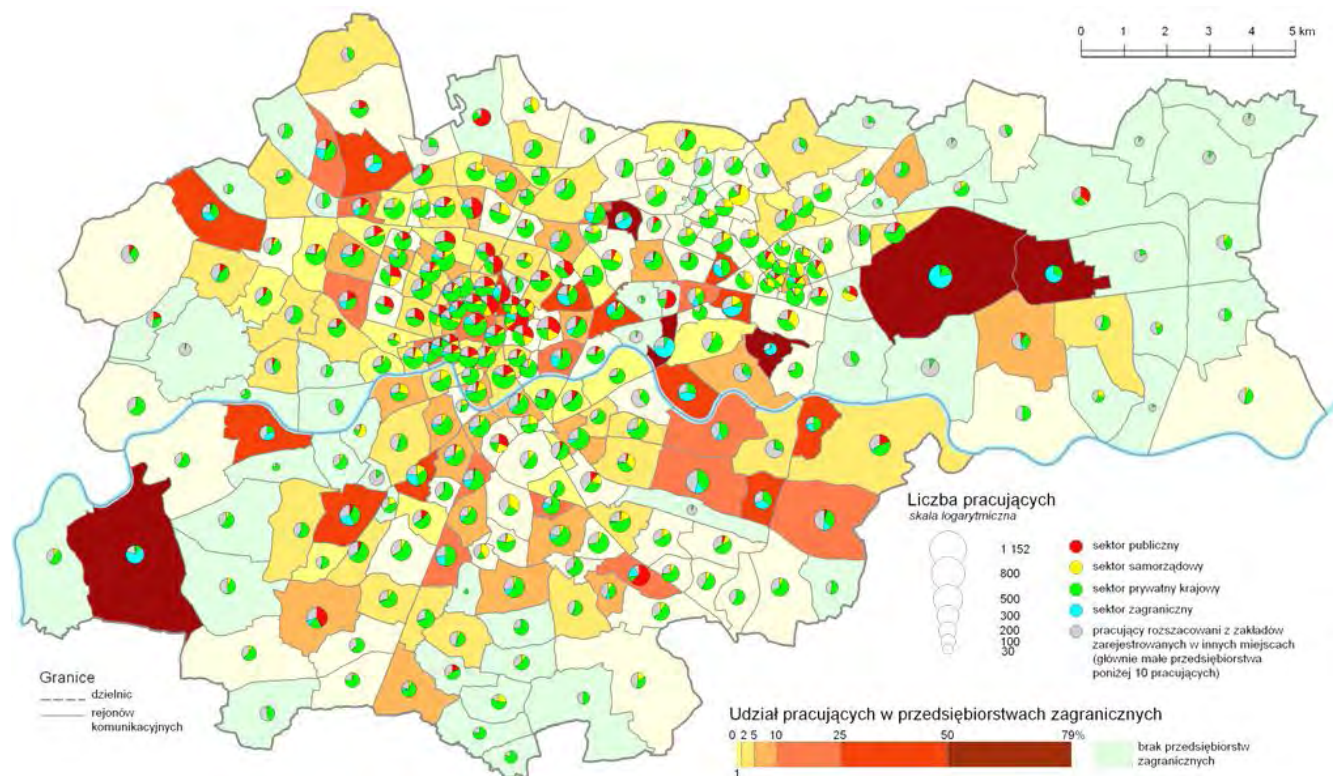 0 1 2 3 4 5 km
Liczba pracujących
skala logarytmiczna
1 152
800
500
300
200
100
30
sektor publiczny
sektor samorządowy
sektor prywatny krajowy
sektor zagraniczny
pracujący rozszacowani z zakładów
zarejestrowanych w innych miejscach
(głównie małe przedsiębiorstwa
poniżej 10 pracujących)
Granice
dzielnic
rejonów
komunikacyjnych
Udział pracujących w przedsiębiorstwach zagranicznych
0 2 5 10 25 50 79%
1
brak przedsiębiorstw
zagranicznych